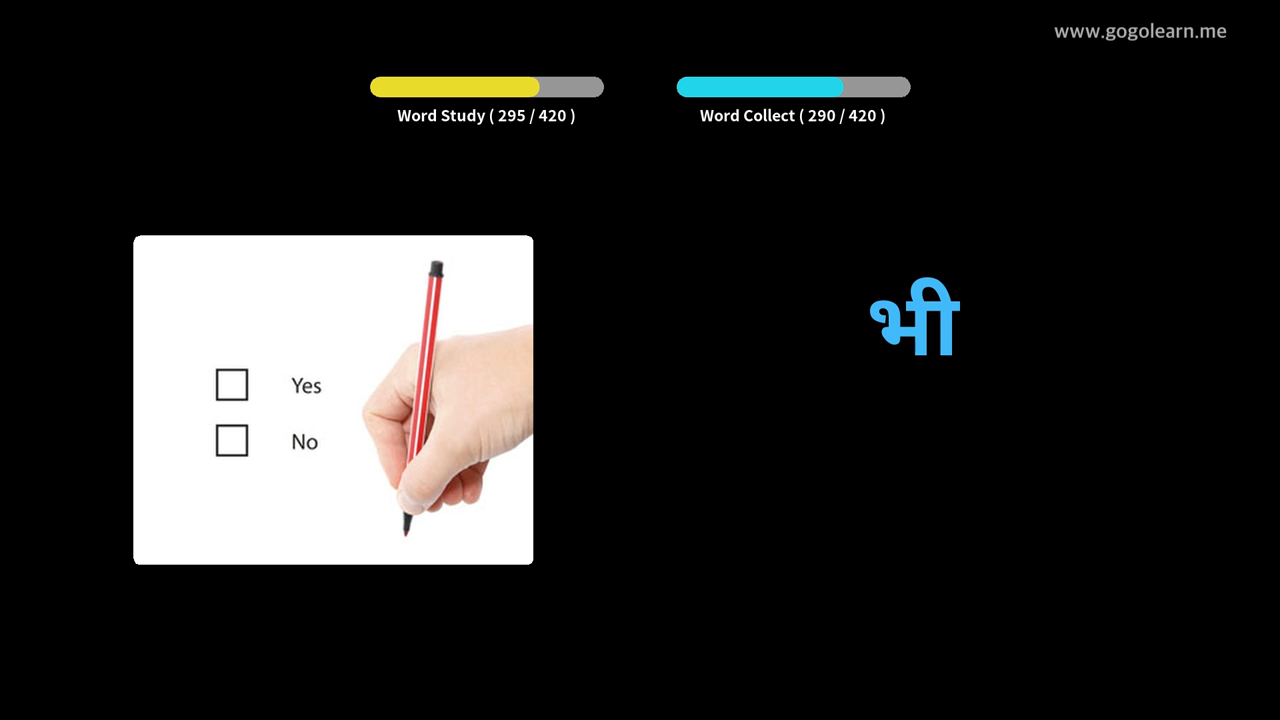 www.gogolearn.me
Word Study ( 295 / 420 )
Word Collect ( 290 / 420 )
भी
Yes
No